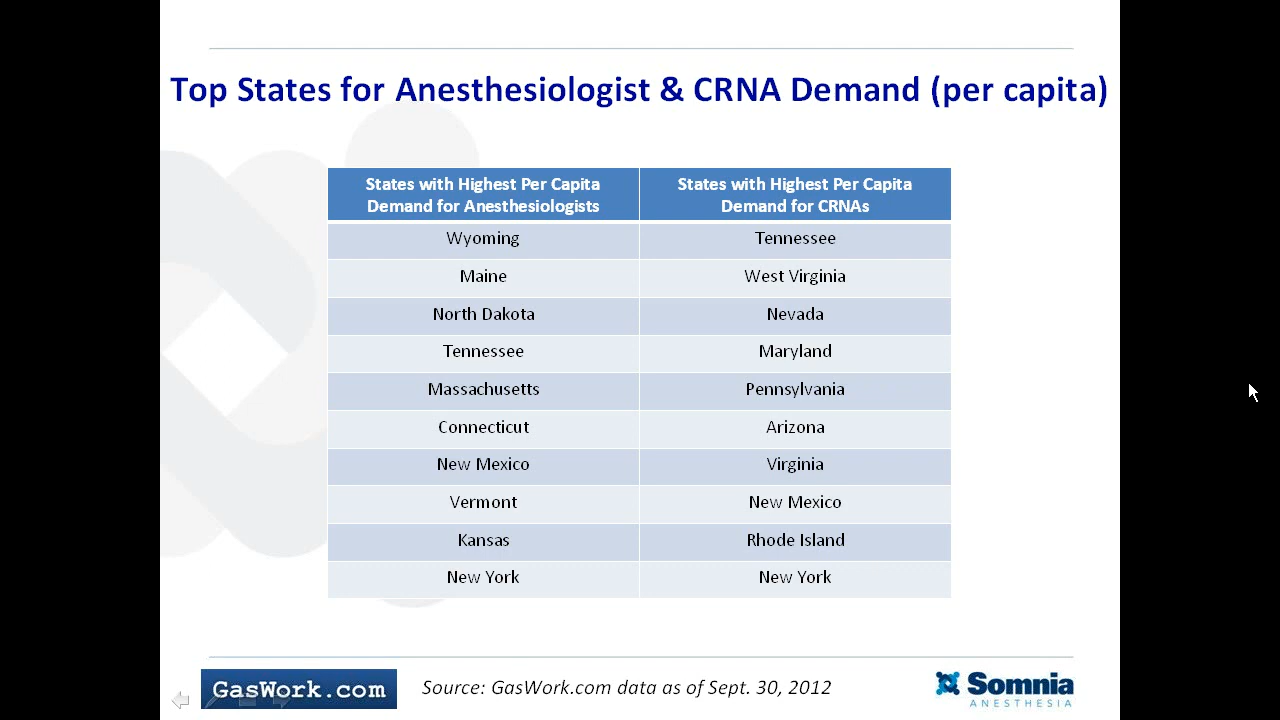 Top States for Anesthesiologist & CRNA Demand (per capita)
States with Highest Per Capita Demand for Anesthesiologists
States with Highest Per Capita Demand for CRNAs
Wyoming
Tennessee
Maine
West Virginia
North Dakota
Nevada
Tennessee
Maryland
Massachusetts
Pennsylvania
Connecticut
Arizona
New Mexico
Virginia
Vermont
New Mexico
Kansas
Rhode Island
New York
New York
GasWork.com
Source: GasWork.com data as of Sept. 30, 2012
Somnia
ANESTHESIA